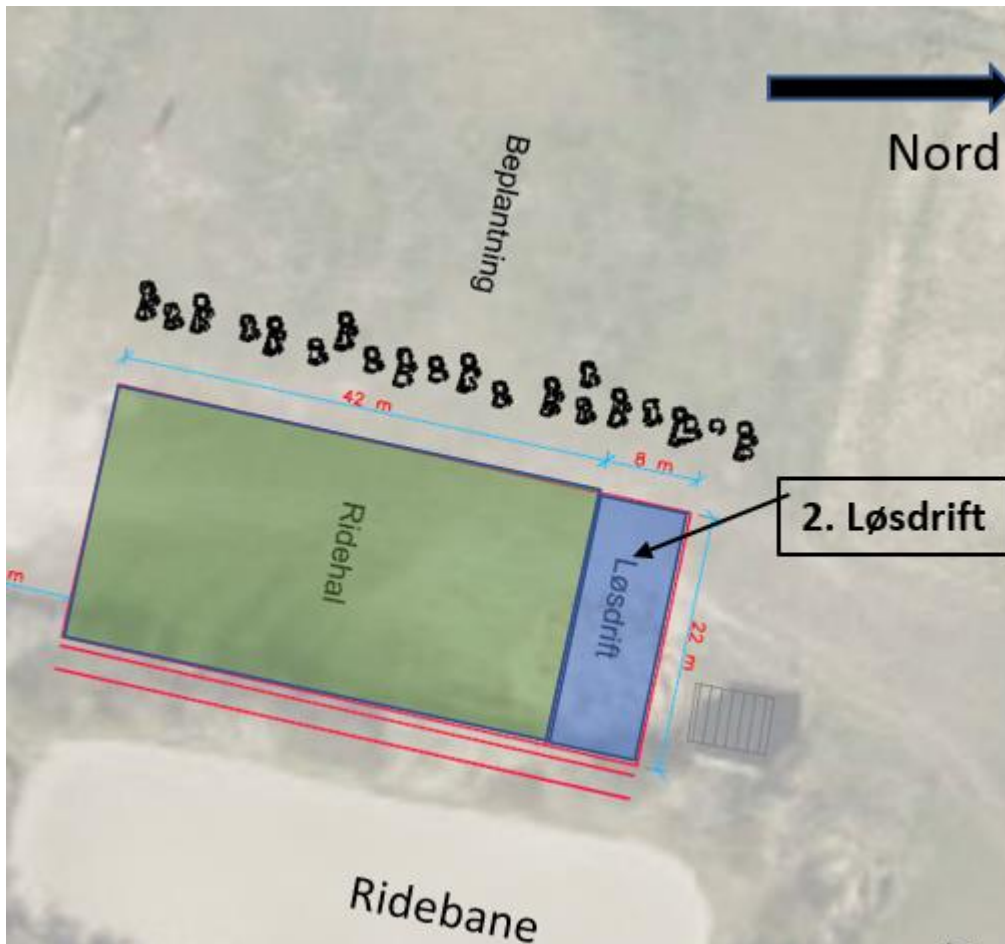 Nord
Beplantning
42 m
8 m
2. Løsdrift
Ridehal
Løsdrift
m
22 m
Ridebane